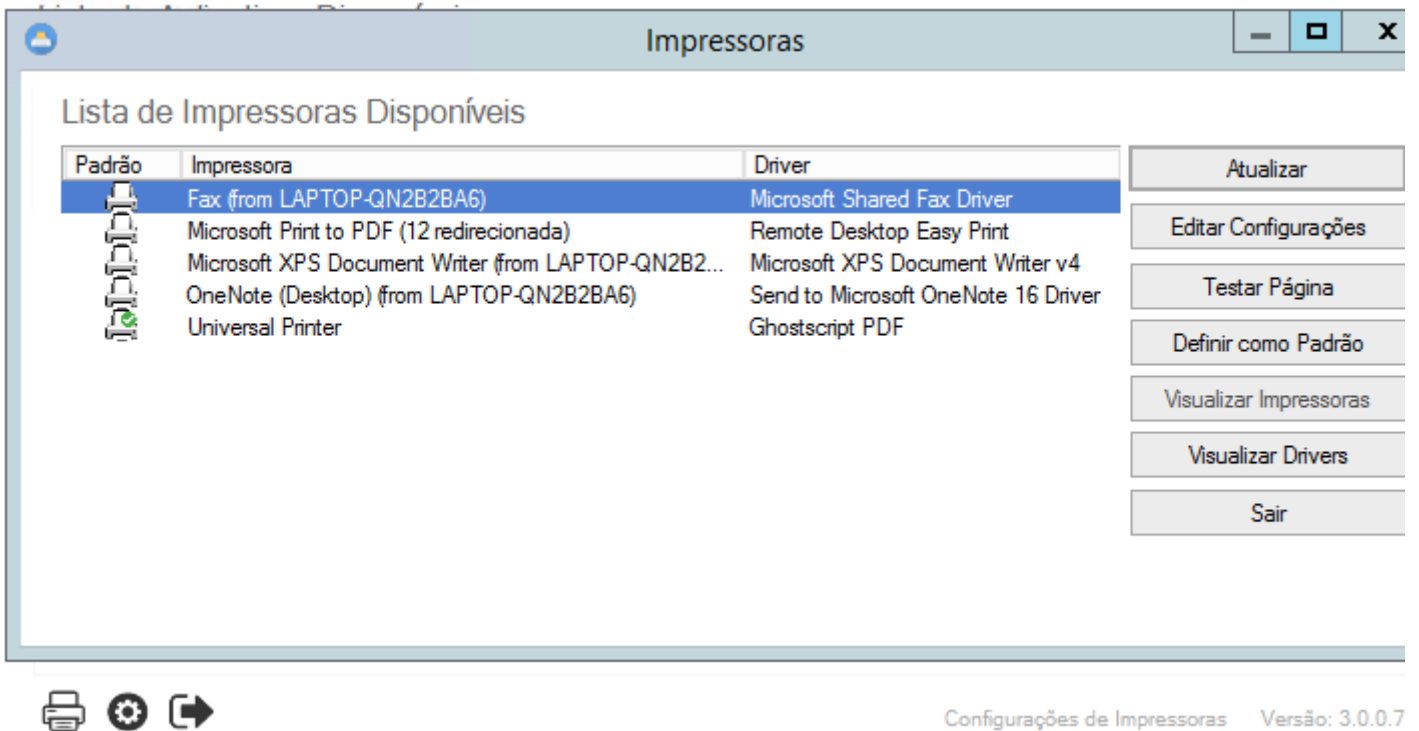 Impressoras
Lista de Impressoras Disponíveis
Padrão Impressora Driver
Fax (from LAPTOP-QN2B2BA6) Microsoft Shared Fax Driver
Microsoft Print to PDF (12 redirecionada) Remote Desktop Easy Print
Microsoft XPS Document Writer (from LAPTOP-QN2B2... Microsoft XPS Document Writer v4
OneNote (Desktop) (from LAPTOP-QN2B2BA6) Send to Microsoft OneNote 16 Driver
Universal Printer Ghostscript PDF
Atualizar
Editar Configurações
Testar Página
Definir como Padrão
Visualizar Impressoras
Visualizar Drivers
Sair
Configurações de Impressoras Versão: 3.0.0.7